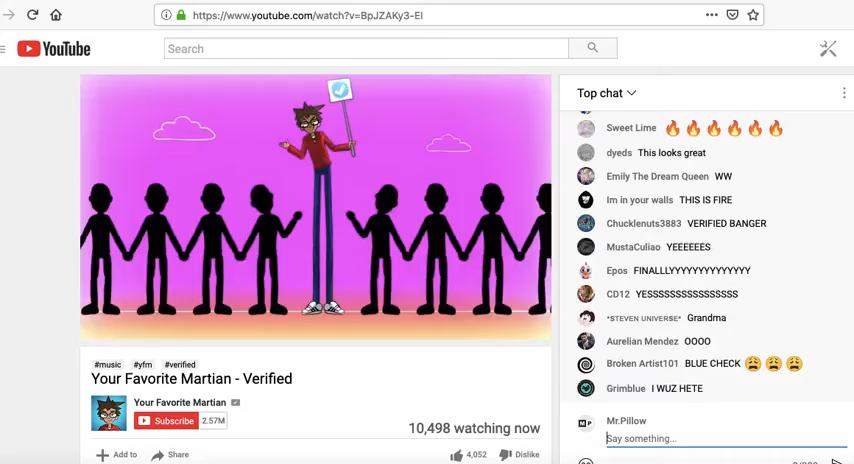 https://www.youtube.com/watch?v=BpJZAKy3-EI
YouTube
Search
Top chat
Sweet Lime 🔥🔥🔥🔥🔥🔥
dyeds This looks great
Emily The Dream Queen WW
Im in your walls THIS IS FIRE
Chucklenuts3883 VERIFIED BANGER
MustaCuliao YEEEEEES
Epos FINALLLYYYYYYYYYYYYY
CD12 YESSSSSSSSSSSSSSSS
*STEVEN UNIVERSE* Grandma
Aurelian Mendez OOOO
Broken Artist101 BLUE CHECK 😩😩😩
Grimblue I WUZ HETE
#music #yfm #verified
Your Favorite Martian - Verified
Your Favorite Martian
Subscribe 2.57M
10,498 watching now
Add to Share 4,052 Dislike
MP Mr.Pillow
Say something...